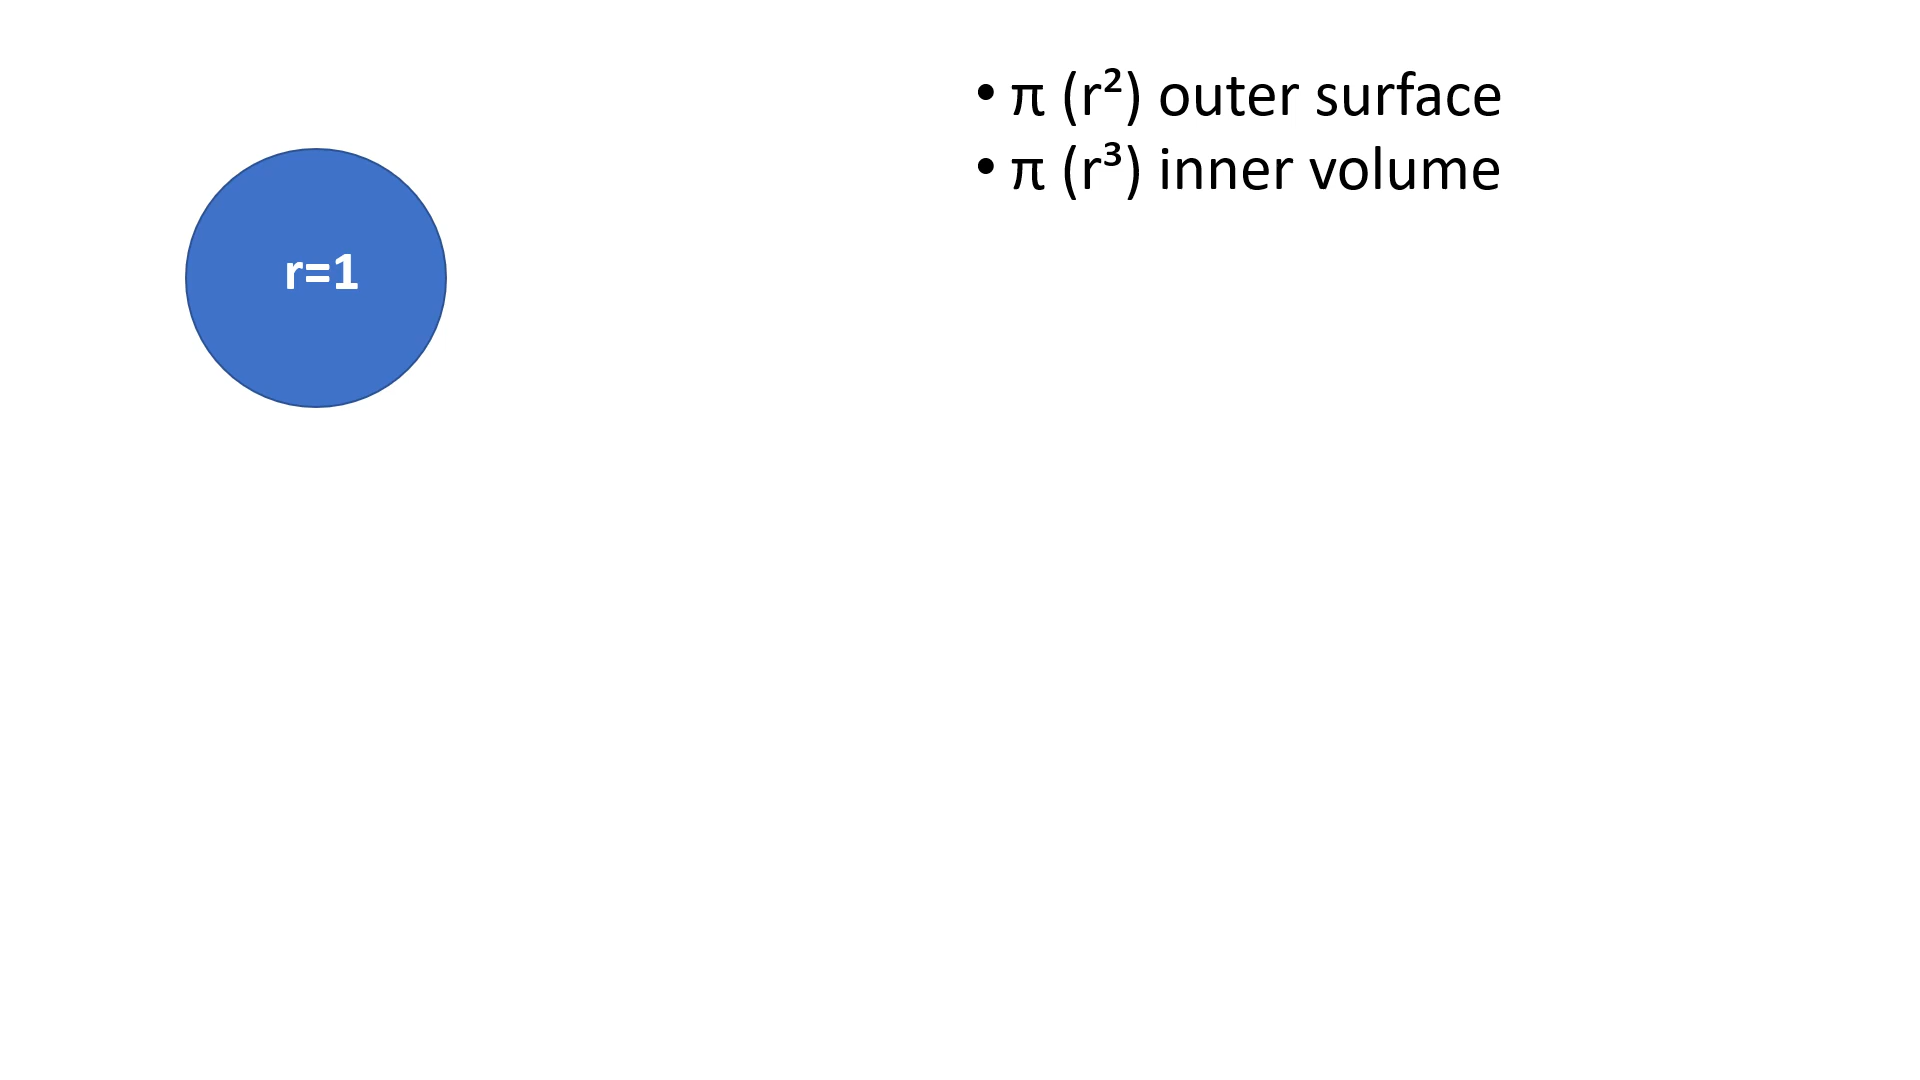 • π (r²) outer surface
• π (r³) inner volume
r=1